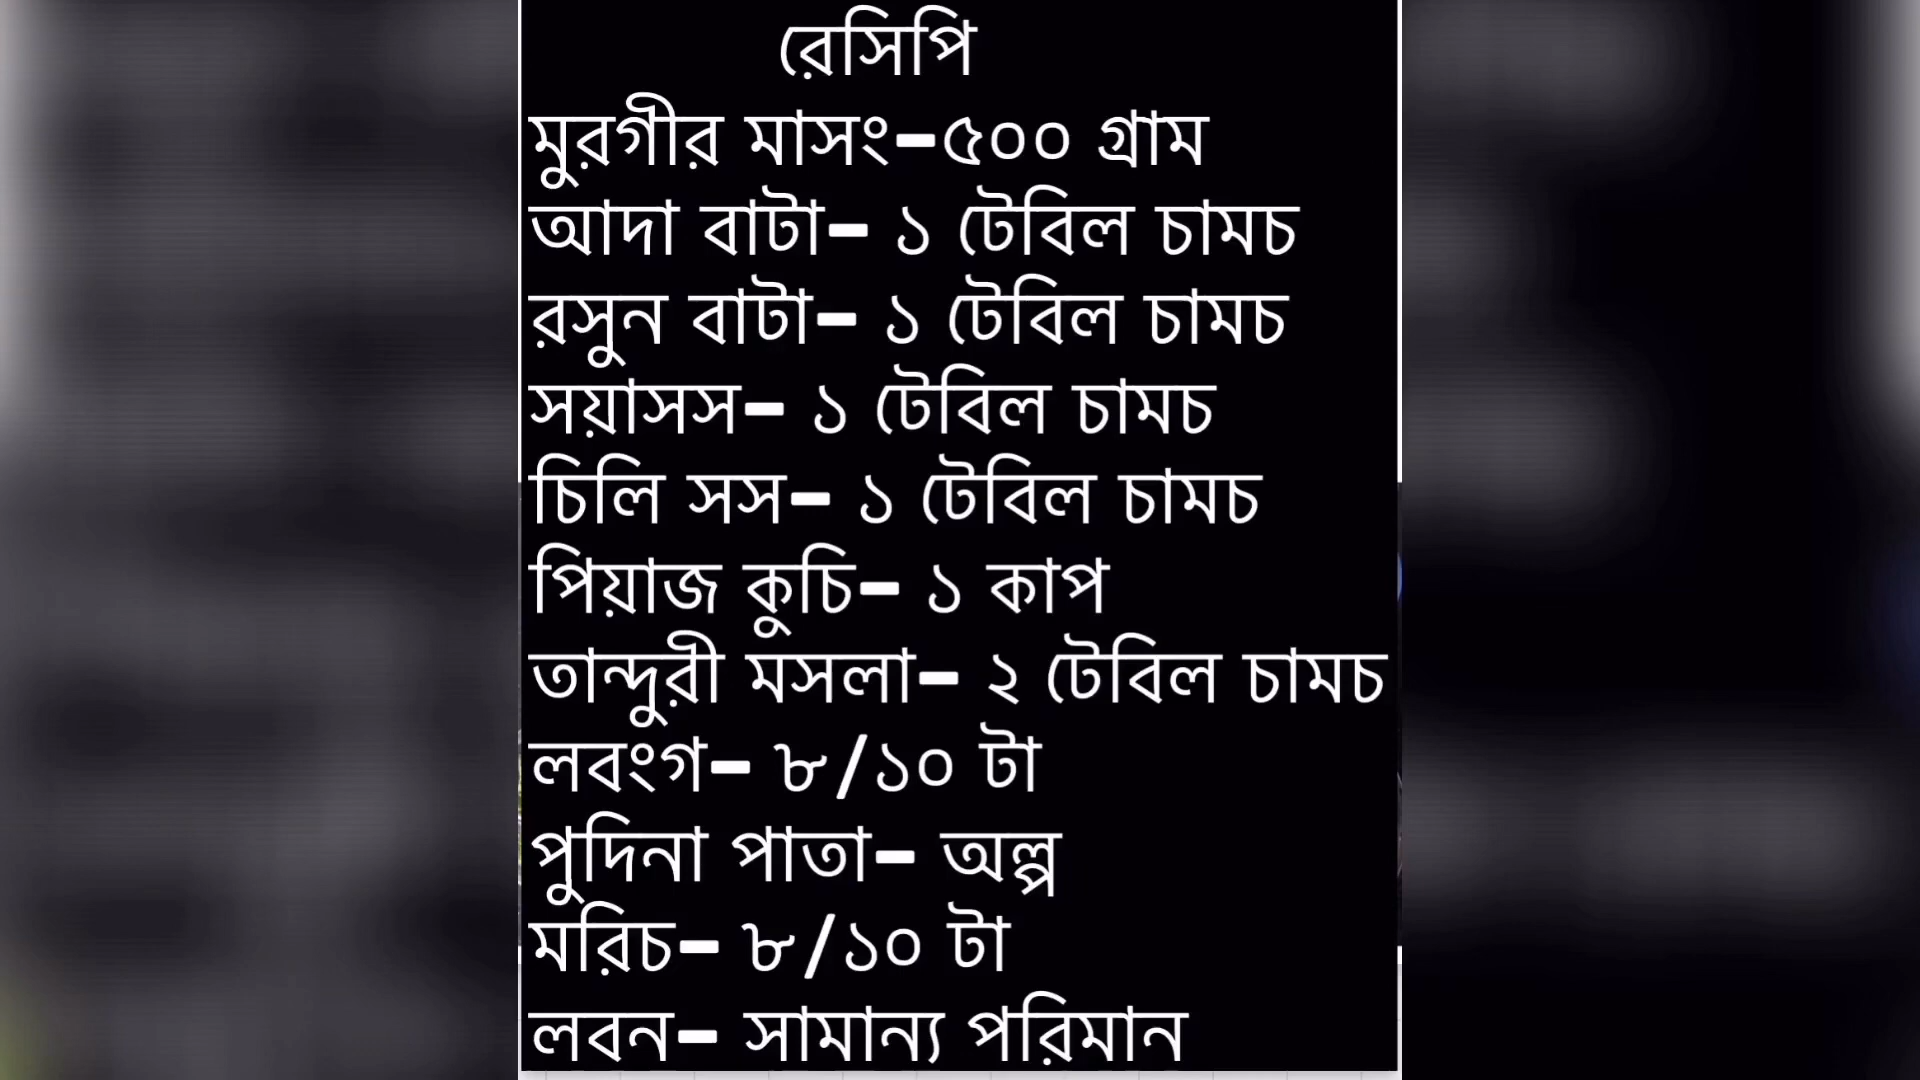 রেসিপি
মুরগীর মাসং-৫০০ গ্রাম
আদা বাটা- ১ টেবিল চামচ
রসুন বাটা- ১ টেবিল চামচ
সয়াসস- ১ টেবিল চামচ
চিলি সস- ১ টেবিল চামচ
পিয়াজ কুচি- ১ কাপ
তান্দুরী মসলা- ২ টেবিল চামচ
লবংগ- ৮/১০ টা
পুদিনা পাতা- অল্প
মরিচ- ৮/১০ টা
লবন- সামান্য পরিমান